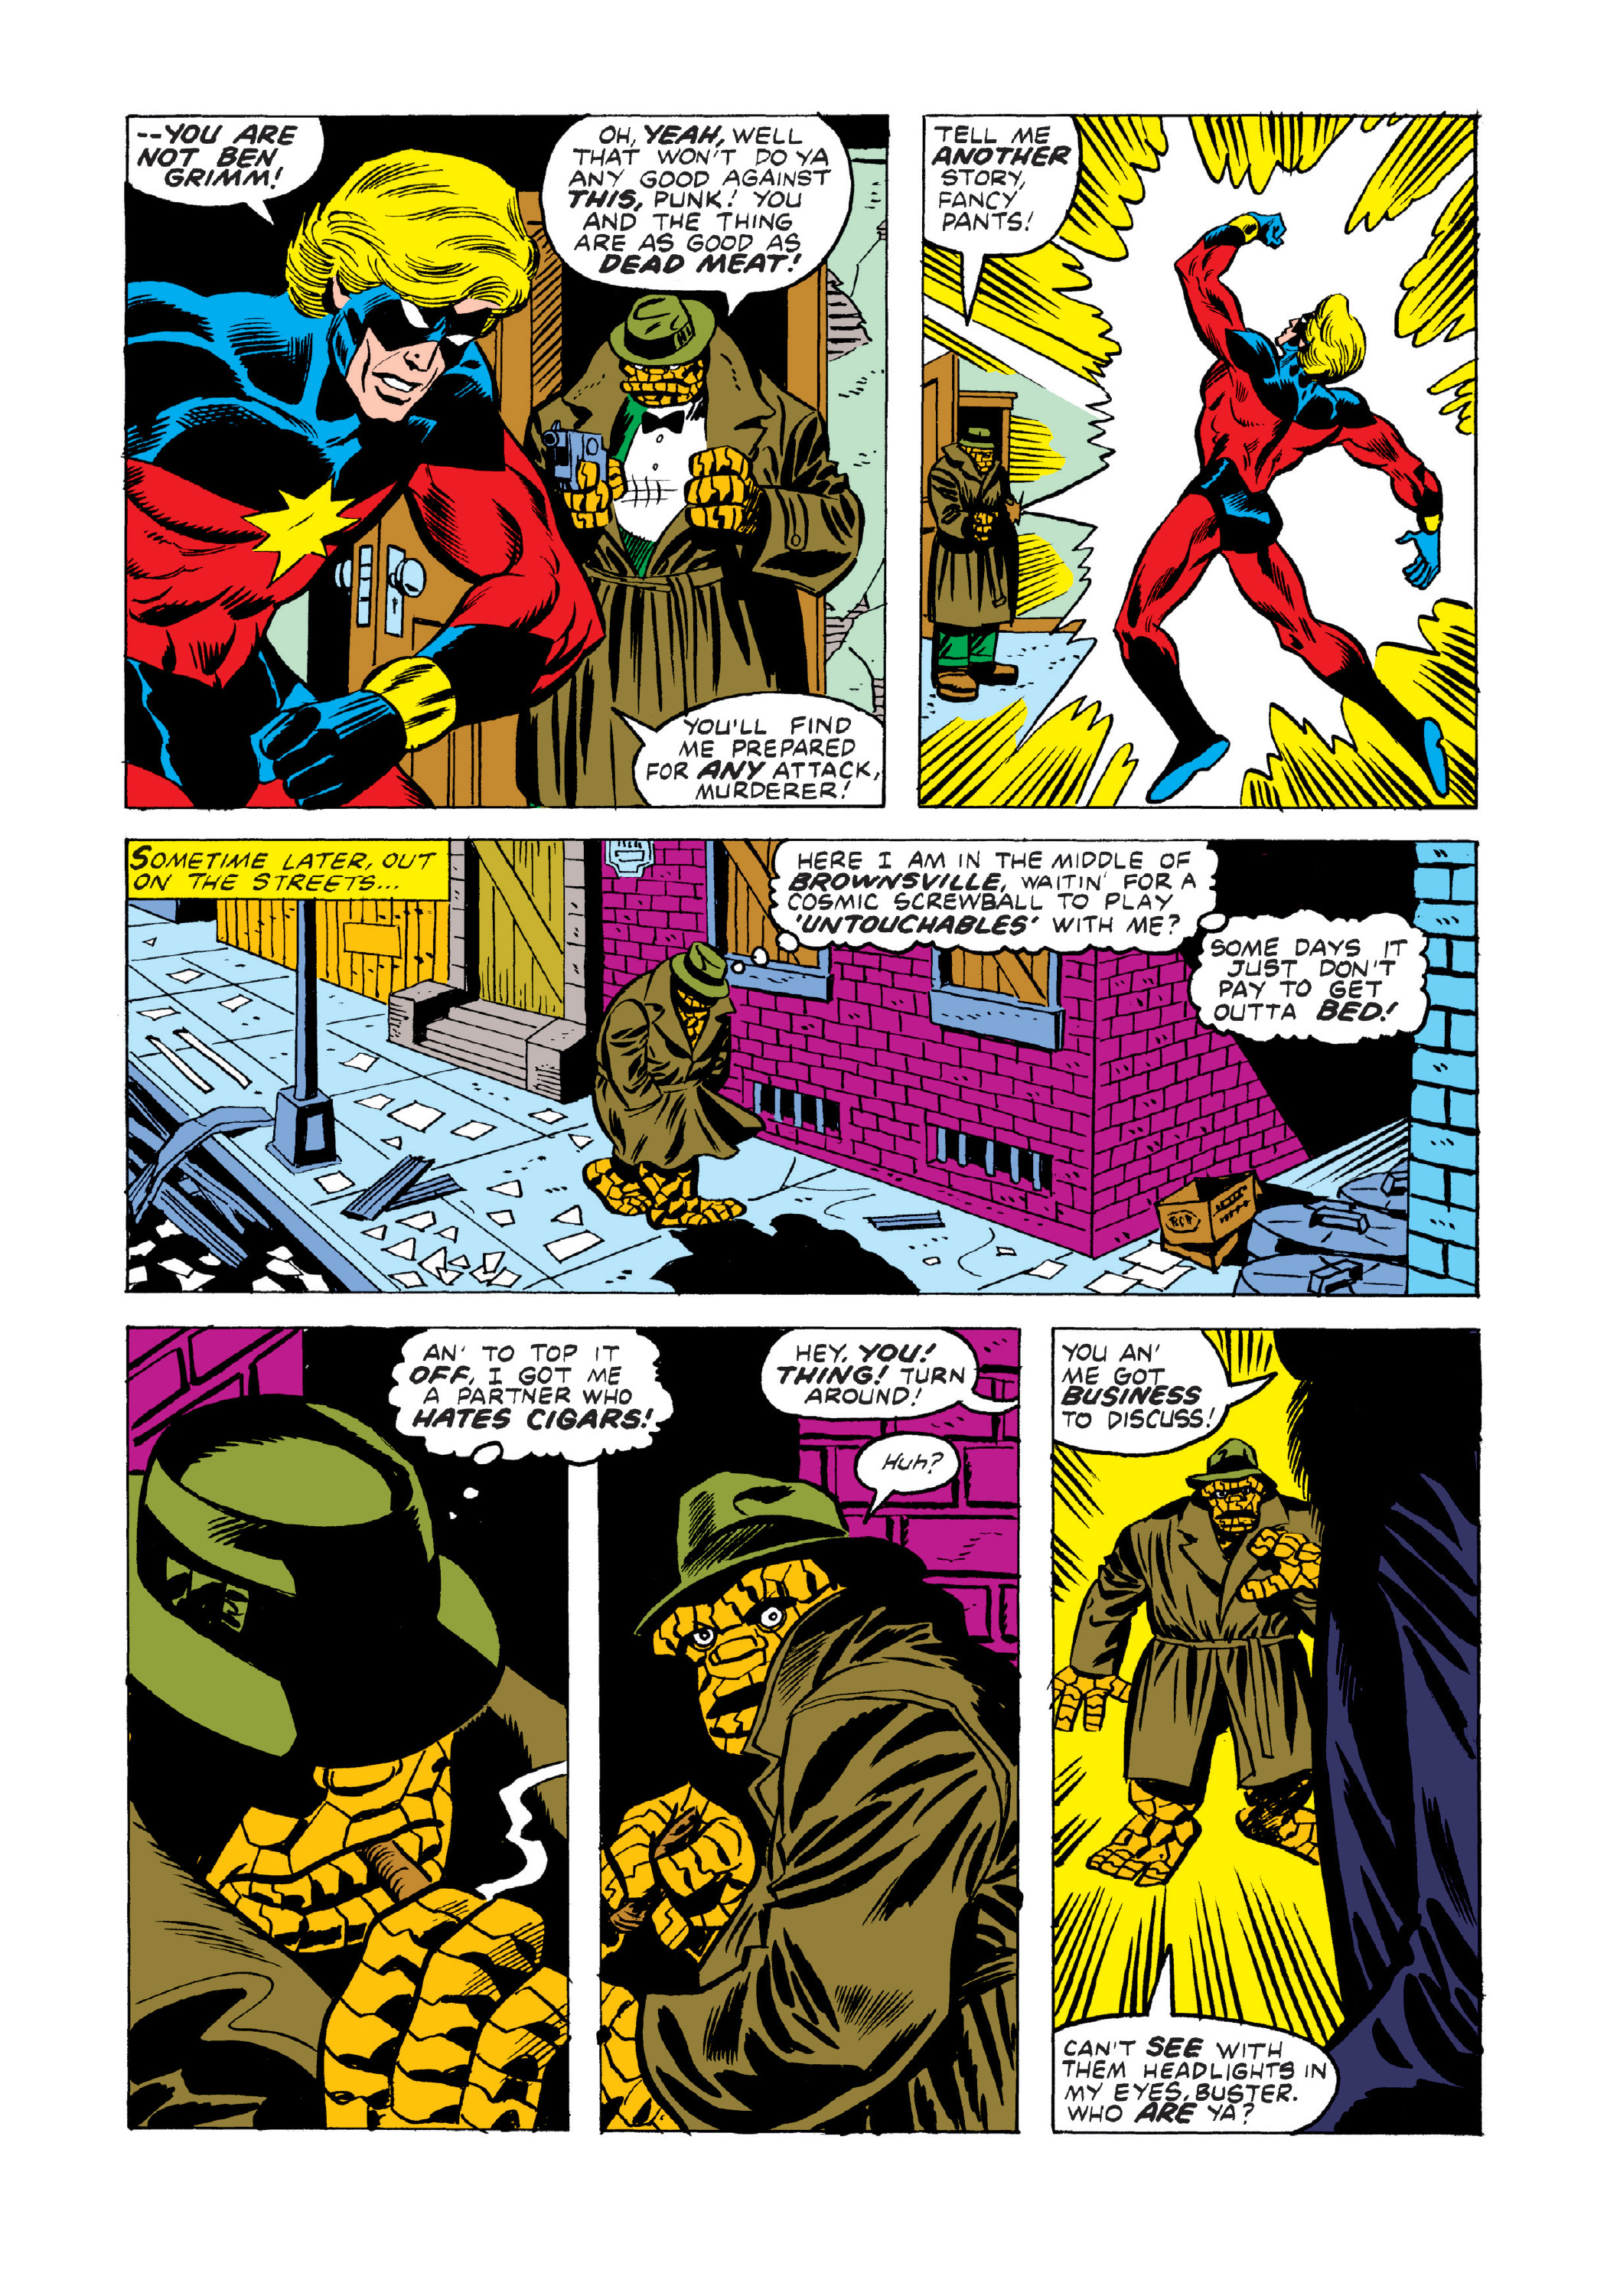 --YOU ARE
NOT BEN
GRIMM!
OH, YEAH, WELL
THAT WON'T DO YA
ANY GOOD AGAINST
THIS, PUNK! YOU
AND THE THING
ARE AS GOOD AS
DEAD MEAT!
YOU'LL FIND
ME PREPARED
FOR ANY ATTACK,
MURDERER!
TELL ME
ANOTHER
STORY,
FANCY
PANTS!
SOMETIME LATER, OUT
ON THE STREETS...
HERE I AM IN THE MIDDLE OF
BROWNSVILLE, WAITIN' FOR A
COSMIC SCREWBALL TO PLAY
'UNTOUCHABLES' WITH ME?
SOME DAYS IT
JUST DON'T
PAY TO GET
OUTTA BED!
AN' TO TOP IT
OFF, I GOT ME
A PARTNER WHO
HATES CIGARS!
HEY, YOU!
THING! TURN
AROUND!
HUH?
YOU AN'
ME GOT
BUSINESS
TO DISCUSS!
CAN'T SEE WITH
THEM HEADLIGHTS IN
MY EYES, BUSTER.
WHO ARE YA?